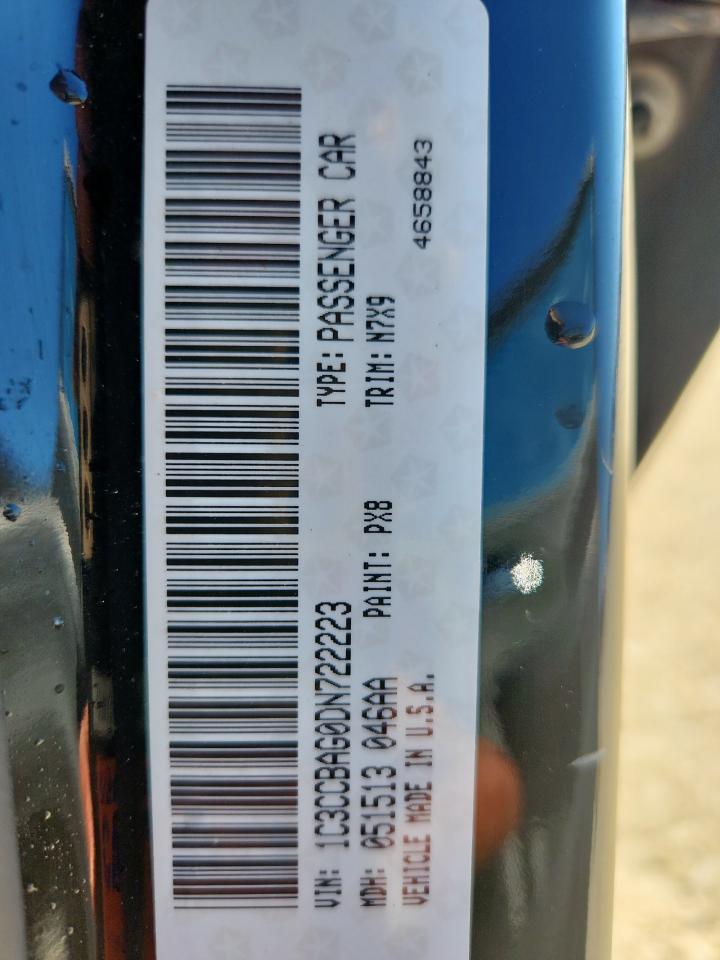 VIN: 1C3CCBAG0DN722223 TYPE: PASSENGER CAR
MDH: 051513 046AA PAINT: PX8 TRIM: N7X9
VEHICLE MADE IN U.S.A. 4658843